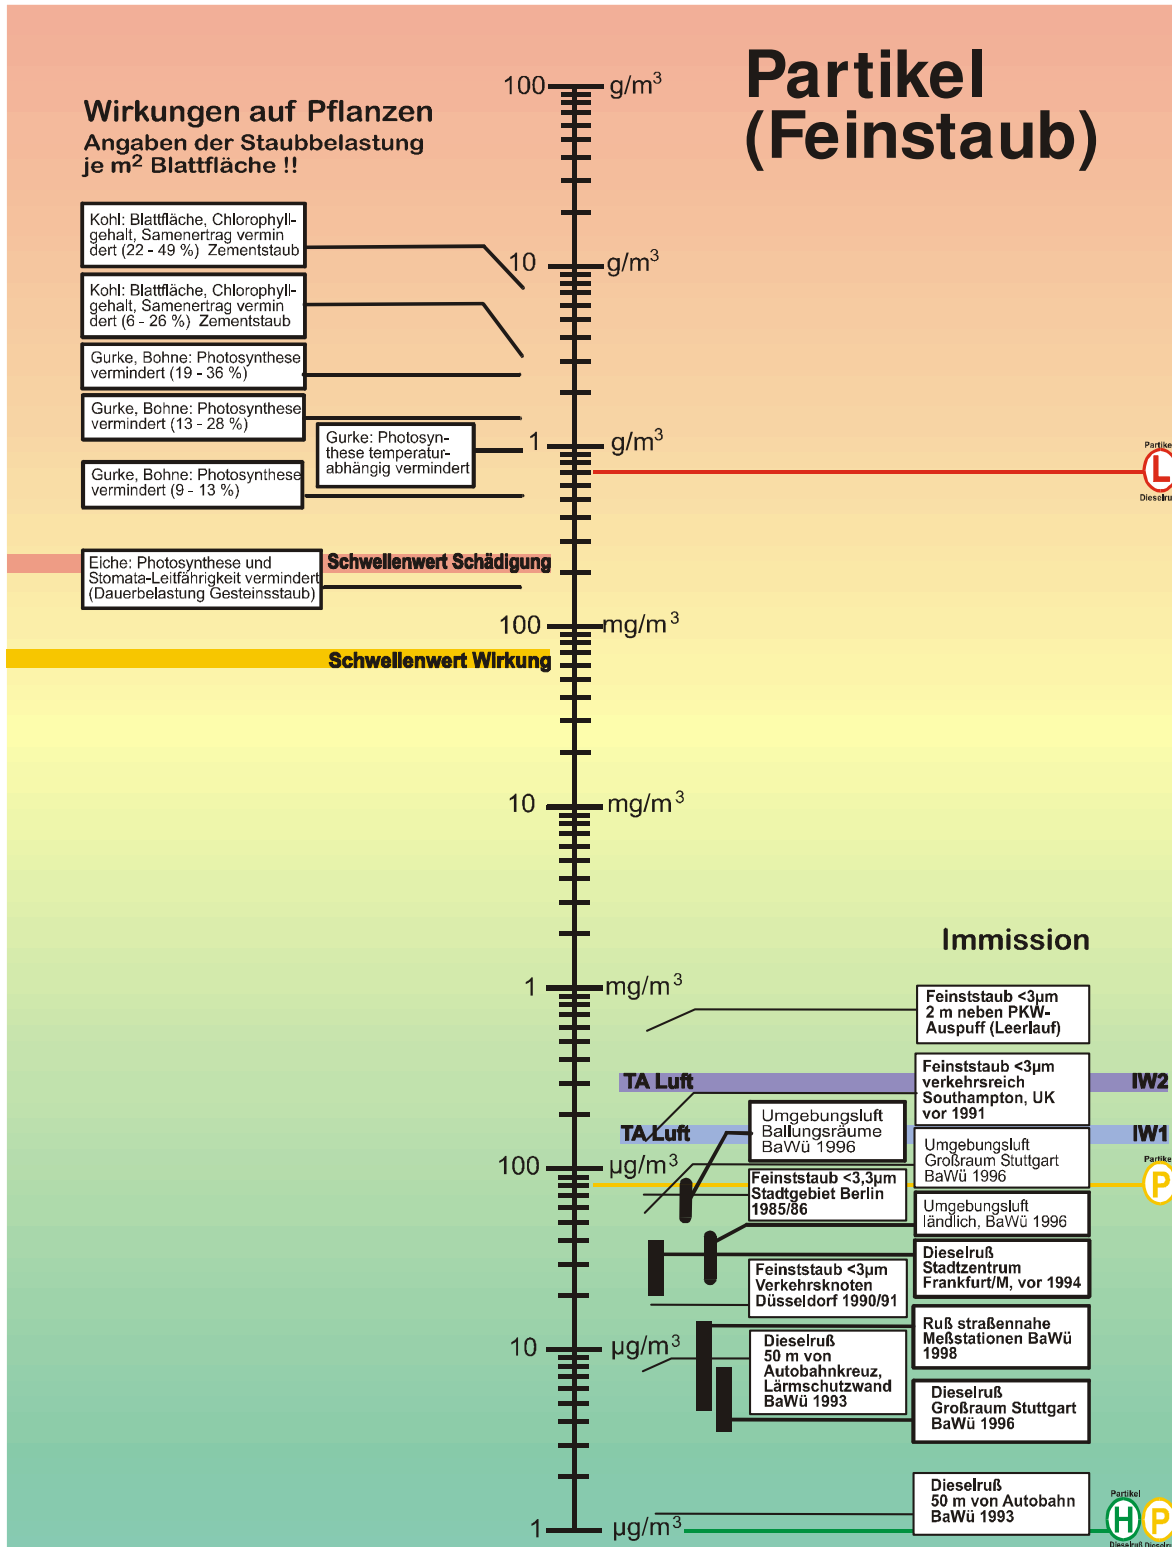 Partikel
(Feinstaub)
Wirkungen auf Pflanzen
Angaben der Staubbelastung
je m² Blattfläche !!
100 g/m³
10 g/m³
1 g/m³
100 mg/m³
10 mg/m³
1 mg/m³
100 µg/m³
10 µg/m³
1 µg/m³
Kohl: Blattfläche, Chlorophyll-
gehalt, Samenertrag vermin
dert (22 - 49 %) Zementstaub
Kohl: Blattfläche, Chlorophyll-
gehalt, Samenertrag vermin
dert (6 - 26 %) Zementstaub
Gurke, Bohne: Photosynthese
vermindert (19 - 36 %)
Gurke, Bohne: Photosynthese
vermindert (13 - 28 %)
Gurke: Photosyn-
these temperatur-
abhängig vermindert
Gurke, Bohne: Photosynthese
vermindert (9 - 13 %)
Schwellenwert Schädigung
Eiche: Photosynthese und
Stomata-Leitfähigkeit vermindert
(Dauerbelastung Gesteinsstaub)
Schwellenwert Wirkung
Partikel
L
Dieselruß
Immission
Feinststaub <3µm
2 m neben PKW-
Auspuff (Leerlauf)
TA Luft
IW2
Feinststaub <3µm
verkehrsreich
Southampton, UK
vor 1991
TA Luft
IW1
Umgebungsluft
Ballungsräume
BaWü 1996
Umgebungsluft
Großraum Stuttgart
BaWü 1996
Partikel
P
Feinststaub <3,3µm
Stadtgebiet Berlin
1985/86
Umgebungsluft
ländlich, BaWü 1996
Dieselruß
Stadtzentrum
Frankfurt/M, vor 1994
Feinststaub <3µm
Verkehrsknoten
Düsseldorf 1990/91
Ruß straßennahe
Meßstationen BaWü
1998
Dieselruß
50 m von
Autobahnkreuz,
Lärmschutzwand
BaWü 1993
Dieselruß
Großraum Stuttgart
BaWü 1996
Dieselruß
50 m von Autobahn
BaWü 1993
Partikel
H P
Dieselruß Dieselruß